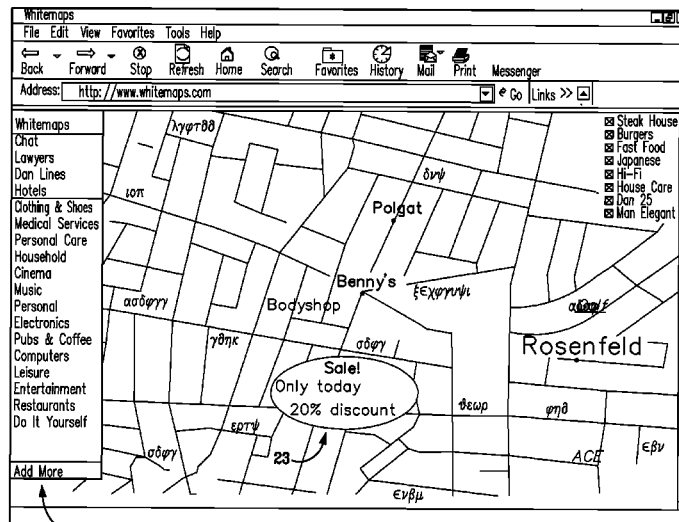 Whitemaps
File Edit View Favorites Tools Help
Back Forward Stop Refresh Home Search Favorites History Mail Print Messenger
Address: http://www.whitemaps.com Go Links >>
Whitemaps
Chat
Lawyers
Dan Lines
Hotels
Clothing & Shoes
Medical Services
Personal Care
Household
Cinema
Music
Personal
Electronics
Pubs & Coffee
Computers
Leisure
Entertainment
Restaurants
Do It Yourself
Add More
Steak House
Burgers
Fast Food
Japanese
Hi-Fi
House Care
Dan 25
Man Elegant
λγφτδδ
δνψ
ιοπ
Polgat
Benny's
ξЄχφγυψι
Bodyshop
ασδφγγ
γθηκ
σδφγ
Rosenfeld
Sale!
Only today
20% discount
ϑεωρ
φηδ
ερτψ
23
σδφγ
ACE
Єβν
Єνβμ